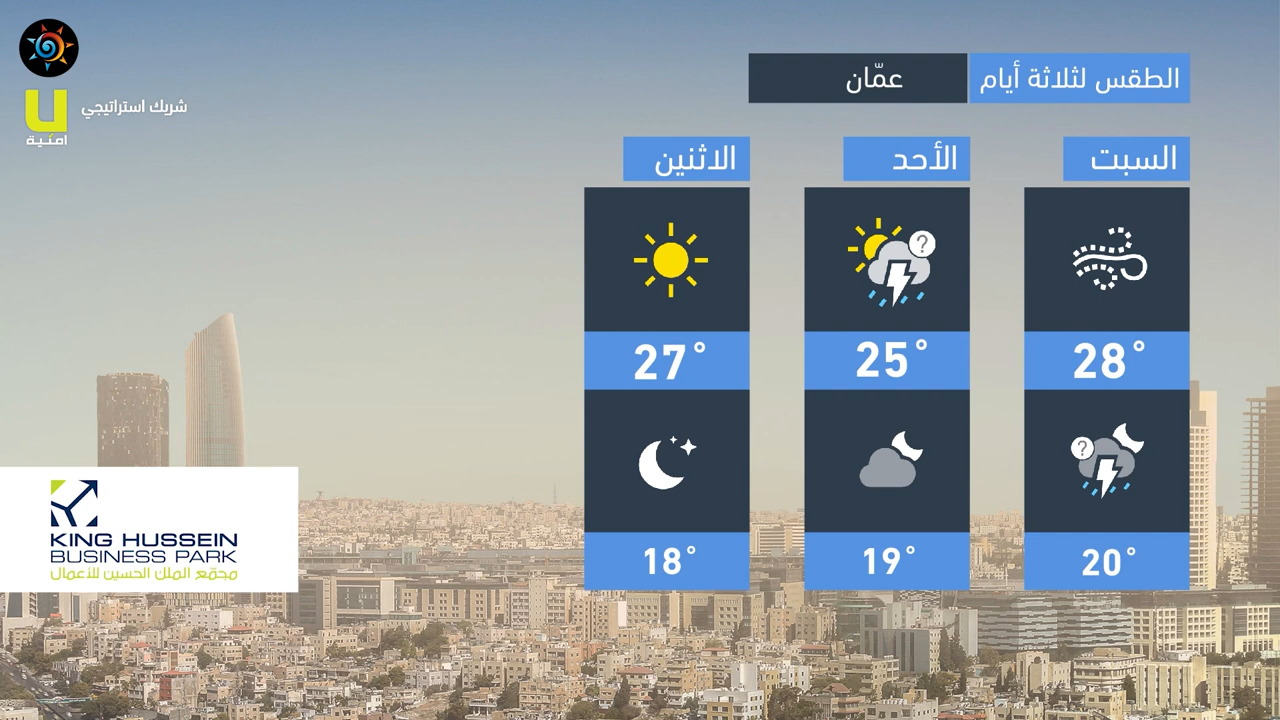 الطقس لثلاثة أيام
عمّان
السبت
الأحد
الاثنين
?
28°
25°
27°
?
20°
19°
18°
شريك استراتيجي
امنية
KING HUSSEIN
BUSINESS PARK
مجمّع الملك الحسين للأعمال